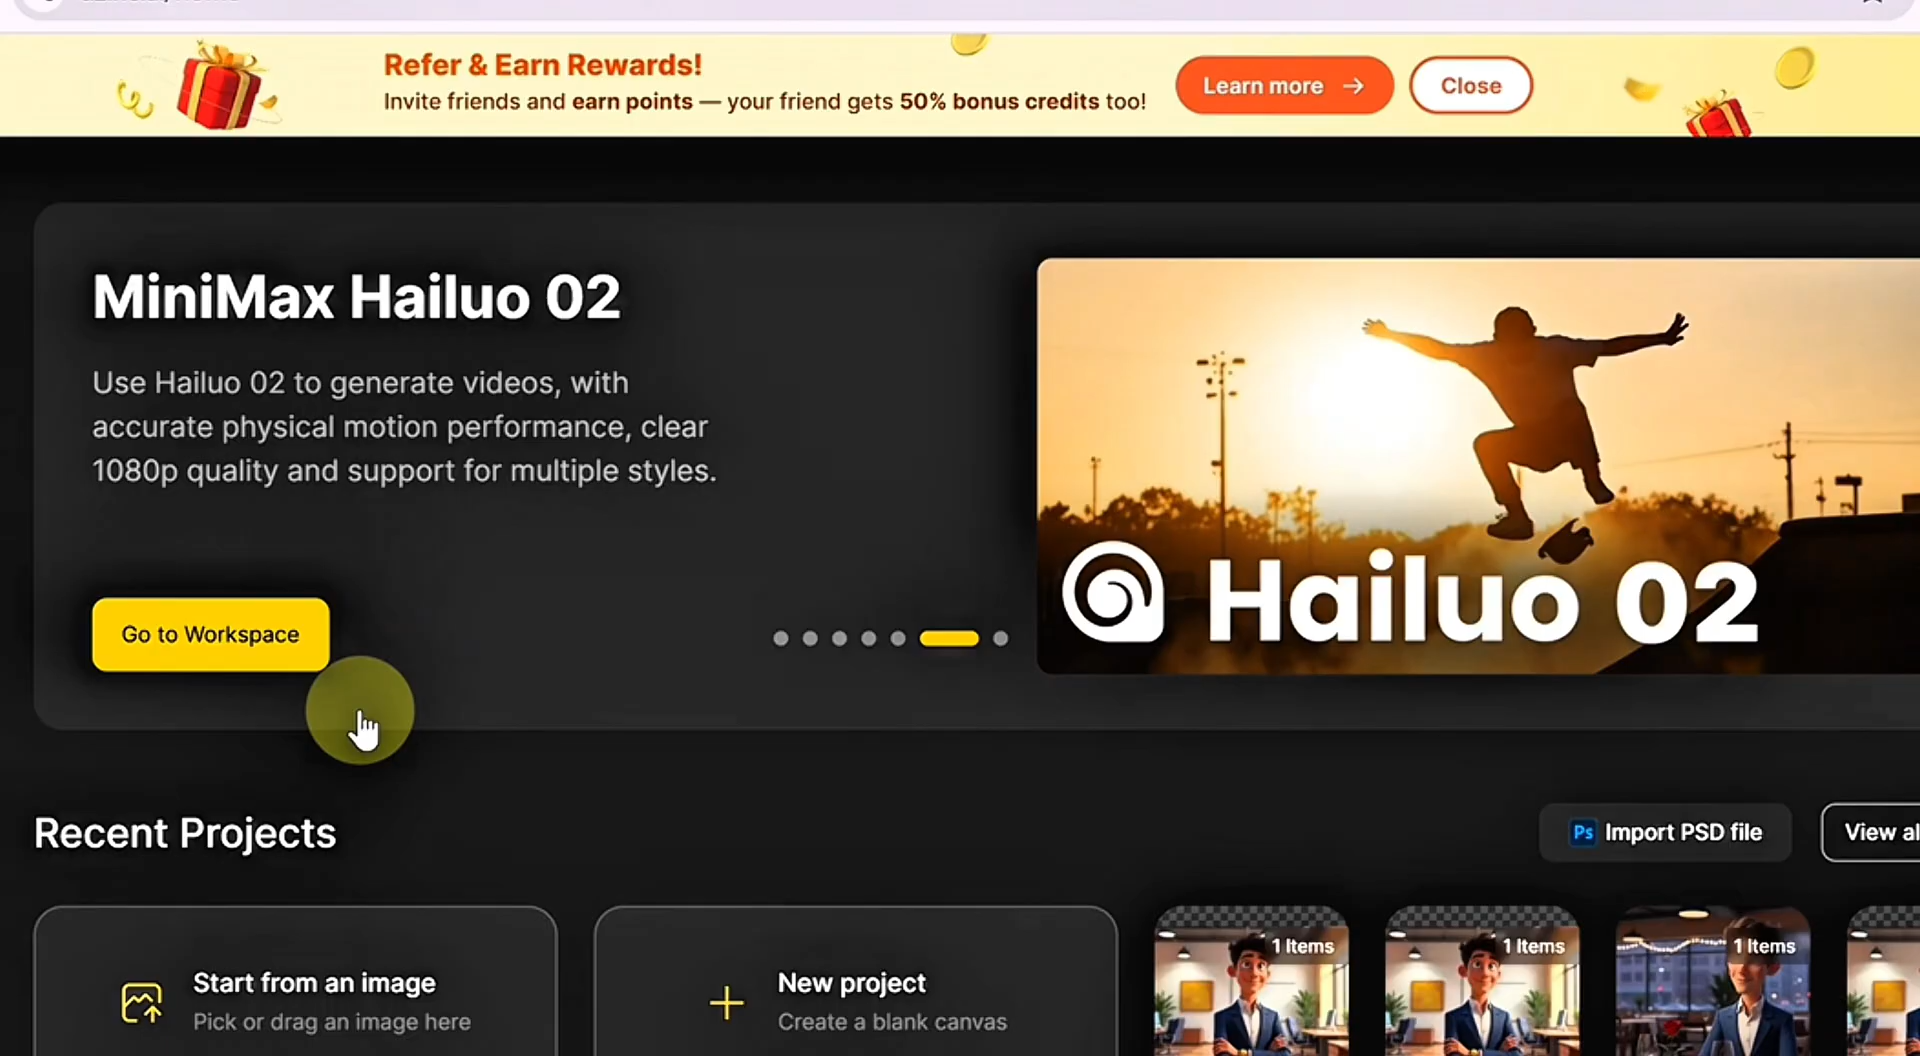 Refer & Earn Rewards!
Invite friends and earn points — your friend gets 50% bonus credits too!
Learn more →
Close
MiniMax Hailuo 02
Use Hailuo 02 to generate videos, with
accurate physical motion performance, clear
1080p quality and support for multiple styles.
Go to Workspace
Hailuo 02
Recent Projects
Ps Import PSD file
View al
Start from an image
Pick or drag an image here
New project
Create a blank canvas
1 Items
1 Items
1 Items